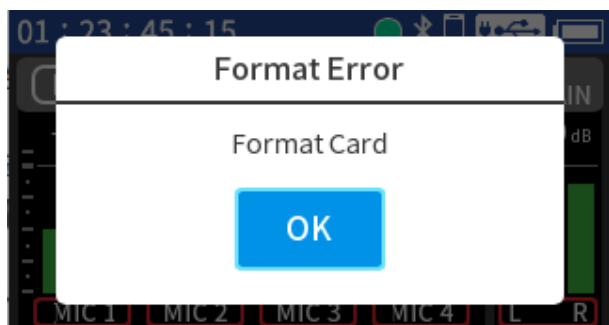 01 : 23 : 45 : 15
Format Error
IN
Format Card
dB
OK
MIC 1 MIC 2 MIC 3 MIC 4 L R